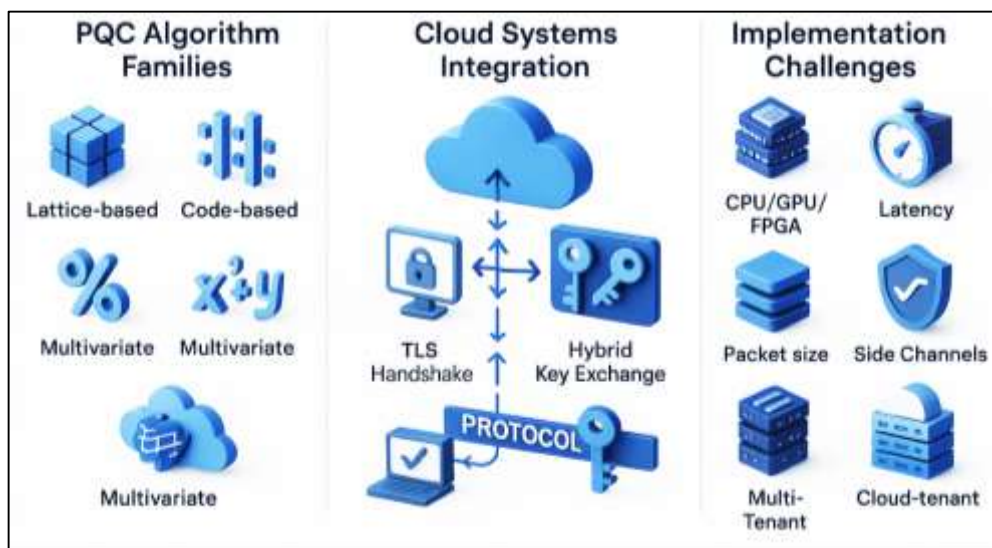 PQC Algorithm
Families
Lattice-based
Code-based
%
x²+y
Multivariate
Multivariate
Multivariate
Cloud Systems
Integration
TLS
Handshake
Hybrid
Key Exchange
PROTOCOL
Implementation
Challenges
CPU/GPU/
FPGA
Latency
Packet size
Side Channels
Multi-
Tenant
Cloud-tenant